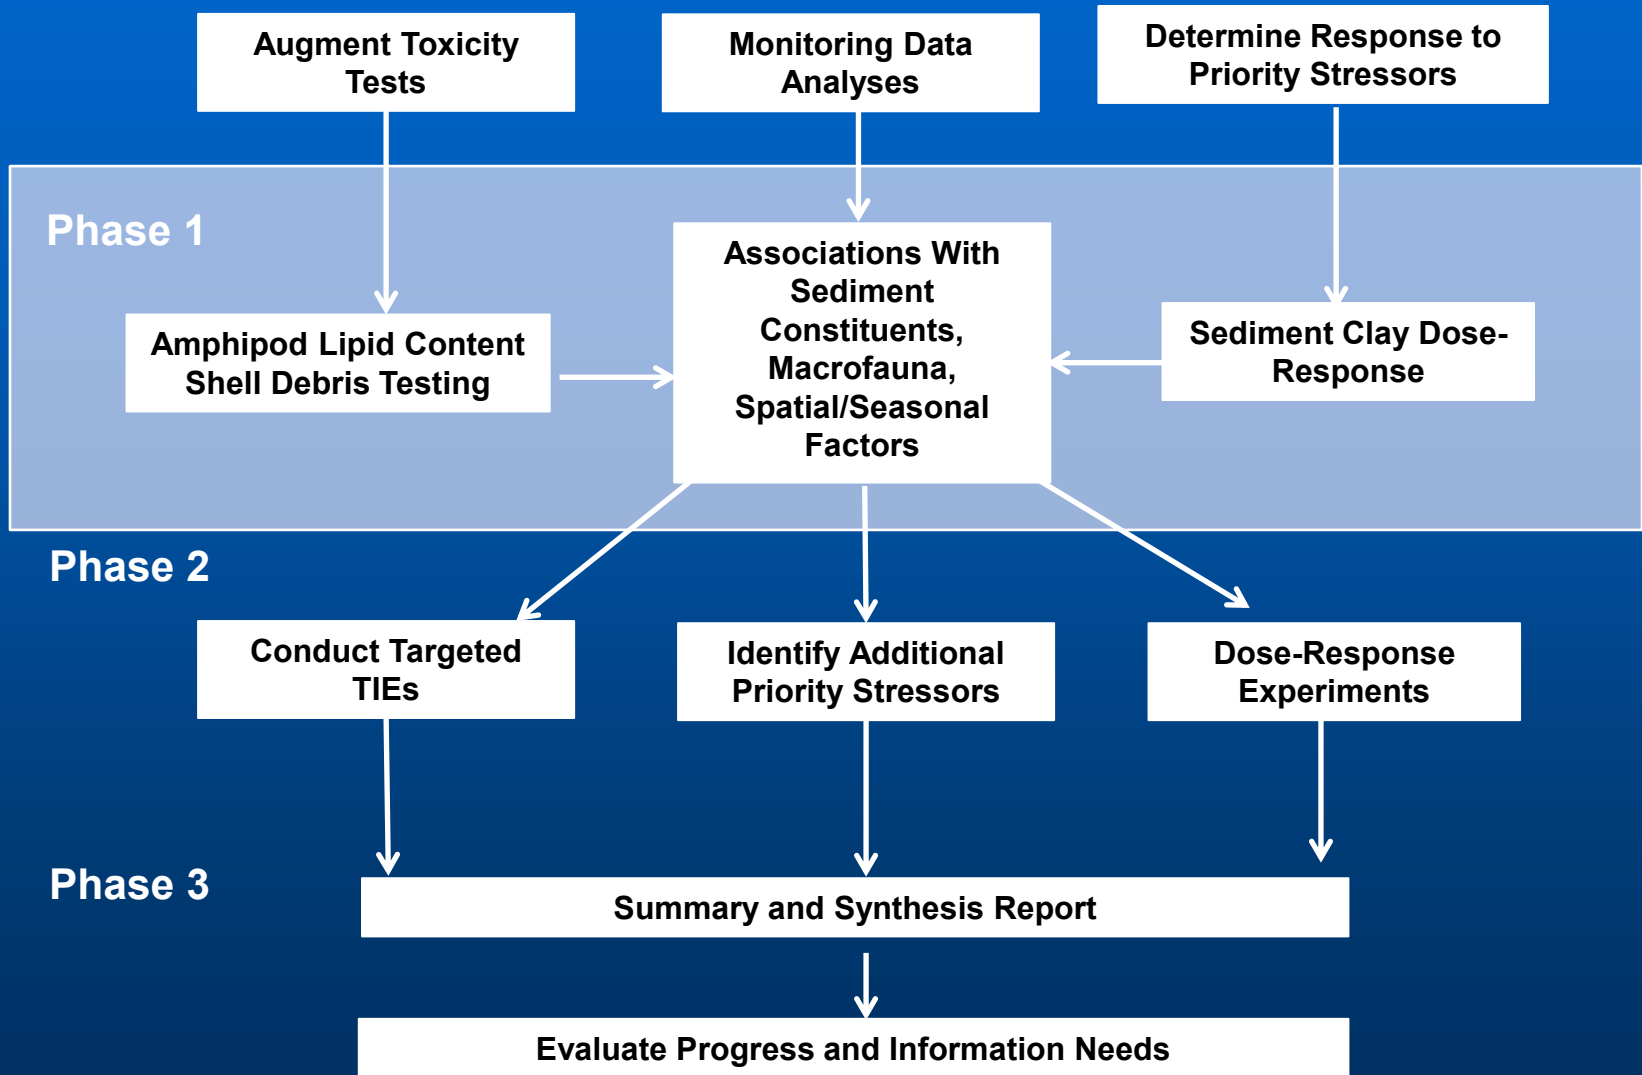 Augment Toxicity
Tests
Monitoring Data
Analyses
Determine Response to
Priority Stressors
Phase 1
Amphipod Lipid Content
Shell Debris Testing
Associations With
Sediment
Constituents,
Macrofauna,
Spatial/Seasonal
Factors
Sediment Clay Dose-
Response
Phase 2
Conduct Targeted
TIEs
Identify Additional
Priority Stressors
Dose-Response
Experiments
Phase 3
Summary and Synthesis Report
Evaluate Progress and Information Needs